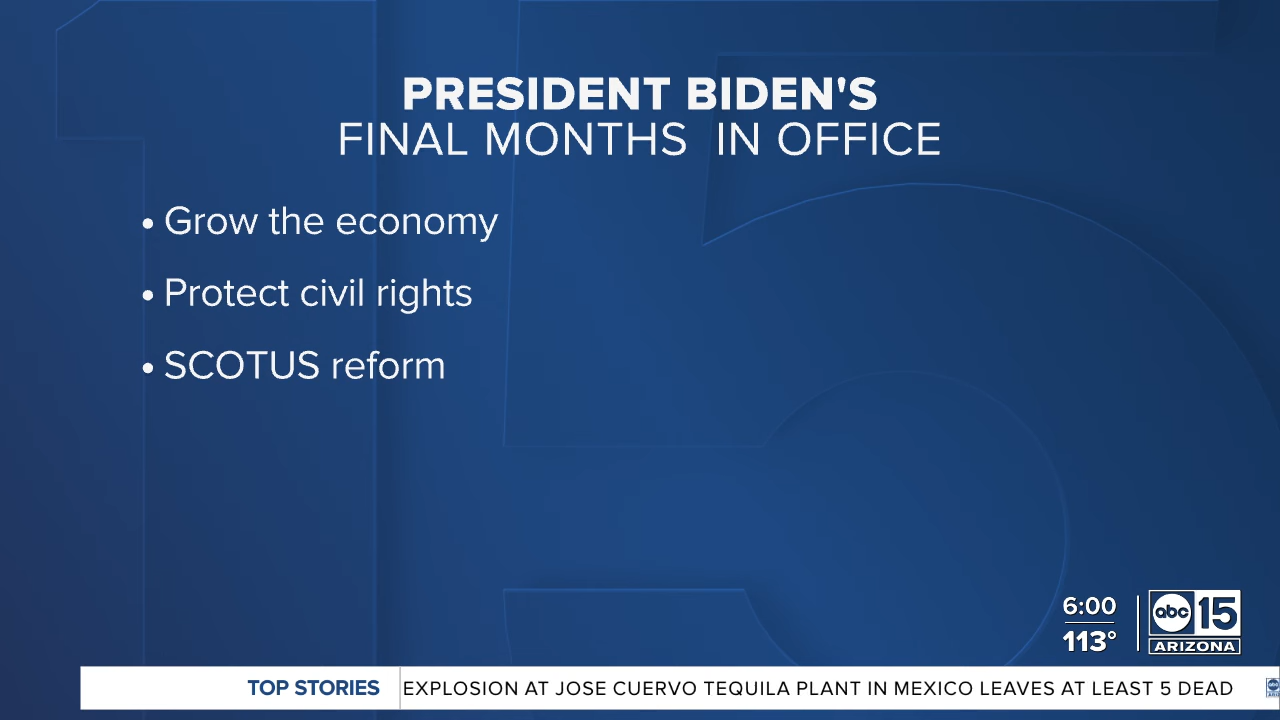 PRESIDENT BIDEN'S
FINAL MONTHS IN OFFICE
• Grow the economy
• Protect civil rights
• SCOTUS reform
6:00
113°
abc 15
ARIZONA
TOP STORIES
EXPLOSION AT JOSE CUERVO TEQUILA PLANT IN MEXICO LEAVES AT LEAST 5 DEAD